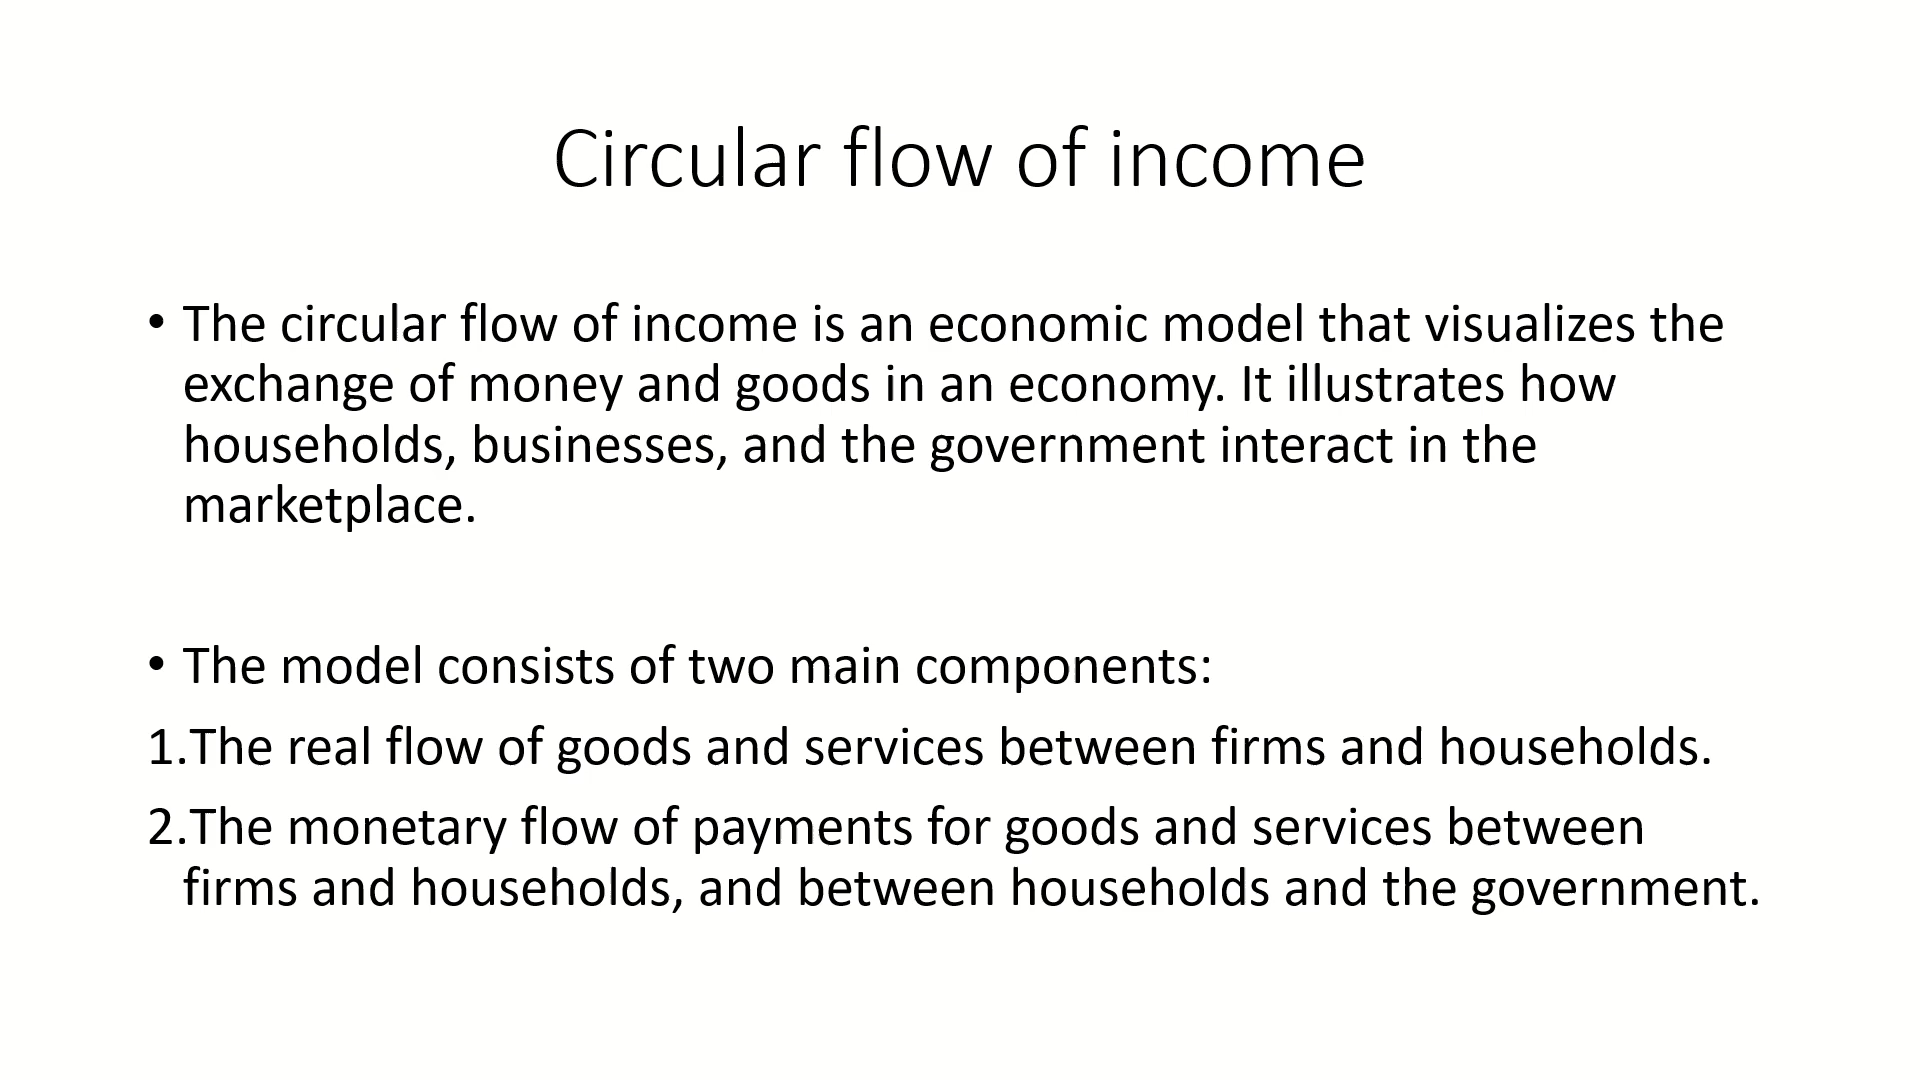 Circular flow of income
• The circular flow of income is an economic model that visualizes the
exchange of money and goods in an economy. It illustrates how
households, businesses, and the government interact in the
marketplace.
• The model consists of two main components:
1.The real flow of goods and services between firms and households.
2.The monetary flow of payments for goods and services between
firms and households, and between households and the government.